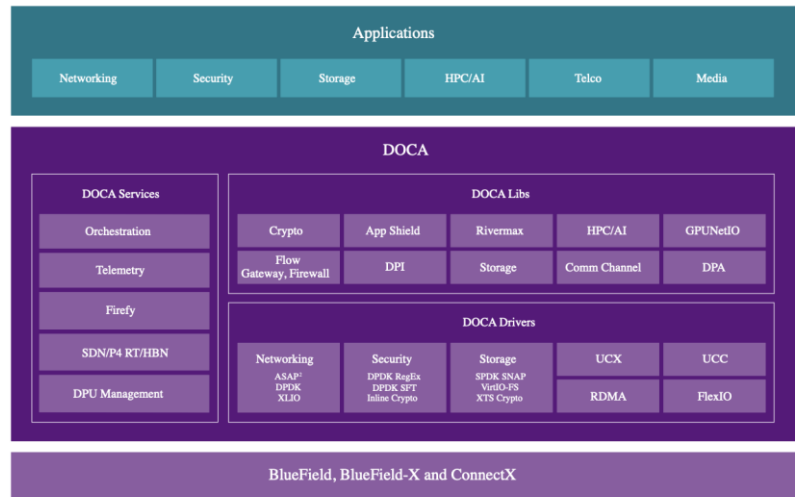 Applications
Networking
Security
Storage
HPC/AI
Telco
Media
DOCA
DOCA Services
Orchestration
Telemetry
Firefy
SDN/P4 RT/HBN
DPU Management
DOCA Libs
Crypto
App Shield
Rivermax
HPC/AI
GPUNetIO
Flow
Gateway, Firewall
DPI
Storage
Comm Channel
DPA
DOCA Drivers
Networking
ASAP²
DPDK
XLIO
Security
DPDK RegEx
DPDK SFT
Inline Crypto
Storage
SPDK SNAP
VirtIO-FS
XTS Crypto
UCX
UCC
RDMA
FlexIO
BlueField, BlueField-X and ConnectX